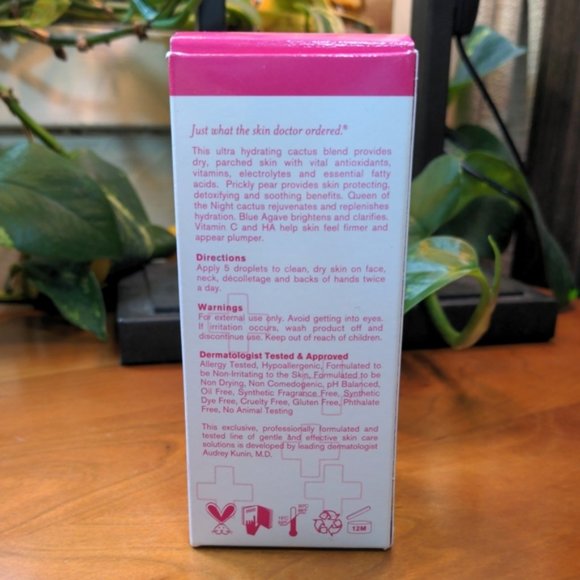 Just what the skin doctor ordered.®
This ultra hydrating cactus blend provides
dry, parched skin with vital antioxidants,
vitamins, electrolytes and essential fatty
acids. Prickly pear provides skin protecting,
detoxifying and soothing benefits. Queen of
the Night cactus rejuvenates and replenishes
hydration. Blue Agave brightens and clarifies.
Vitamin C and HA help skin feel firmer and
appear plumper.
Directions
Apply 5 droplets to clean, dry skin on face,
neck, décolletage and backs of hands twice
a day.
Warnings
For external use only. Avoid getting into eyes.
If irritation occurs, wash product off and
discontinue use. Keep out of reach of children.
Dermatologist Tested & Approved
Allergy Tested, Hypoallergenic, Formulated to
be Non-Irritating to the Skin, Formulated to be
Non Drying, Non Comedogenic, pH Balanced,
Oil Free, Synthetic Fragrance Free, Synthetic
Dye Free, Cruelty Free, Gluten Free, Phthalate
Free, No Animal Testing
This exclusive, professionally formulated and
tested line of gentle and effective skin care
solutions is developed by leading dermatologist
Audrey Kunin, M.D.
12M